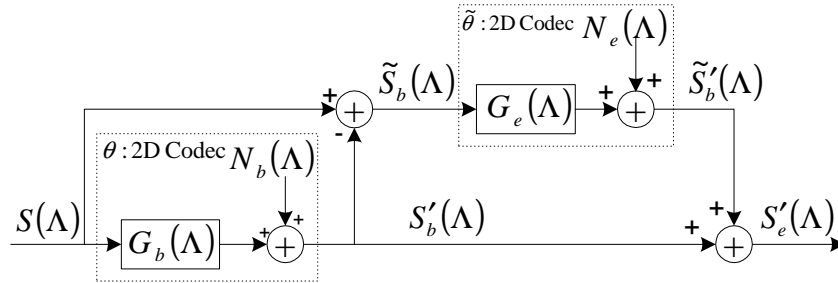 θ̃ : 2D Codec N_e(Λ)
S̃_b(Λ)
G_e(Λ)
+
+
+
S̃′_b(Λ)
+
-
θ : 2D Codec N_b(Λ)
S(Λ)
G_b(Λ)
+
+
+
S′_b(Λ)
+
+
+
S′_e(Λ)